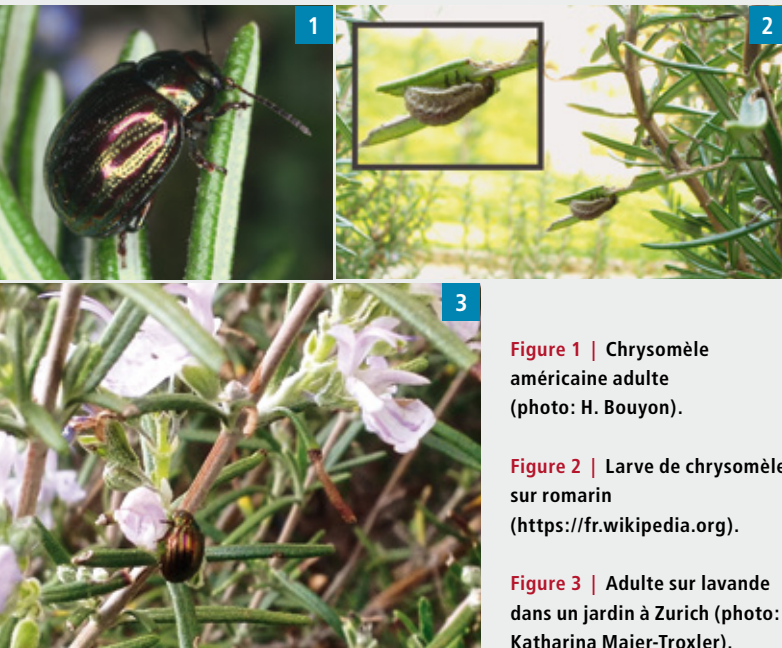 1
2
3
Figure 1 | Chrysomèle
américaine adulte
(photo: H. Bouyon).
Figure 2 | Larve de chrysomèle
sur romarin
(https://fr.wikipedia.org).
Figure 3 | Adulte sur lavande
dans un jardin à Zurich (photo:
Katharina Majer-Troxler).